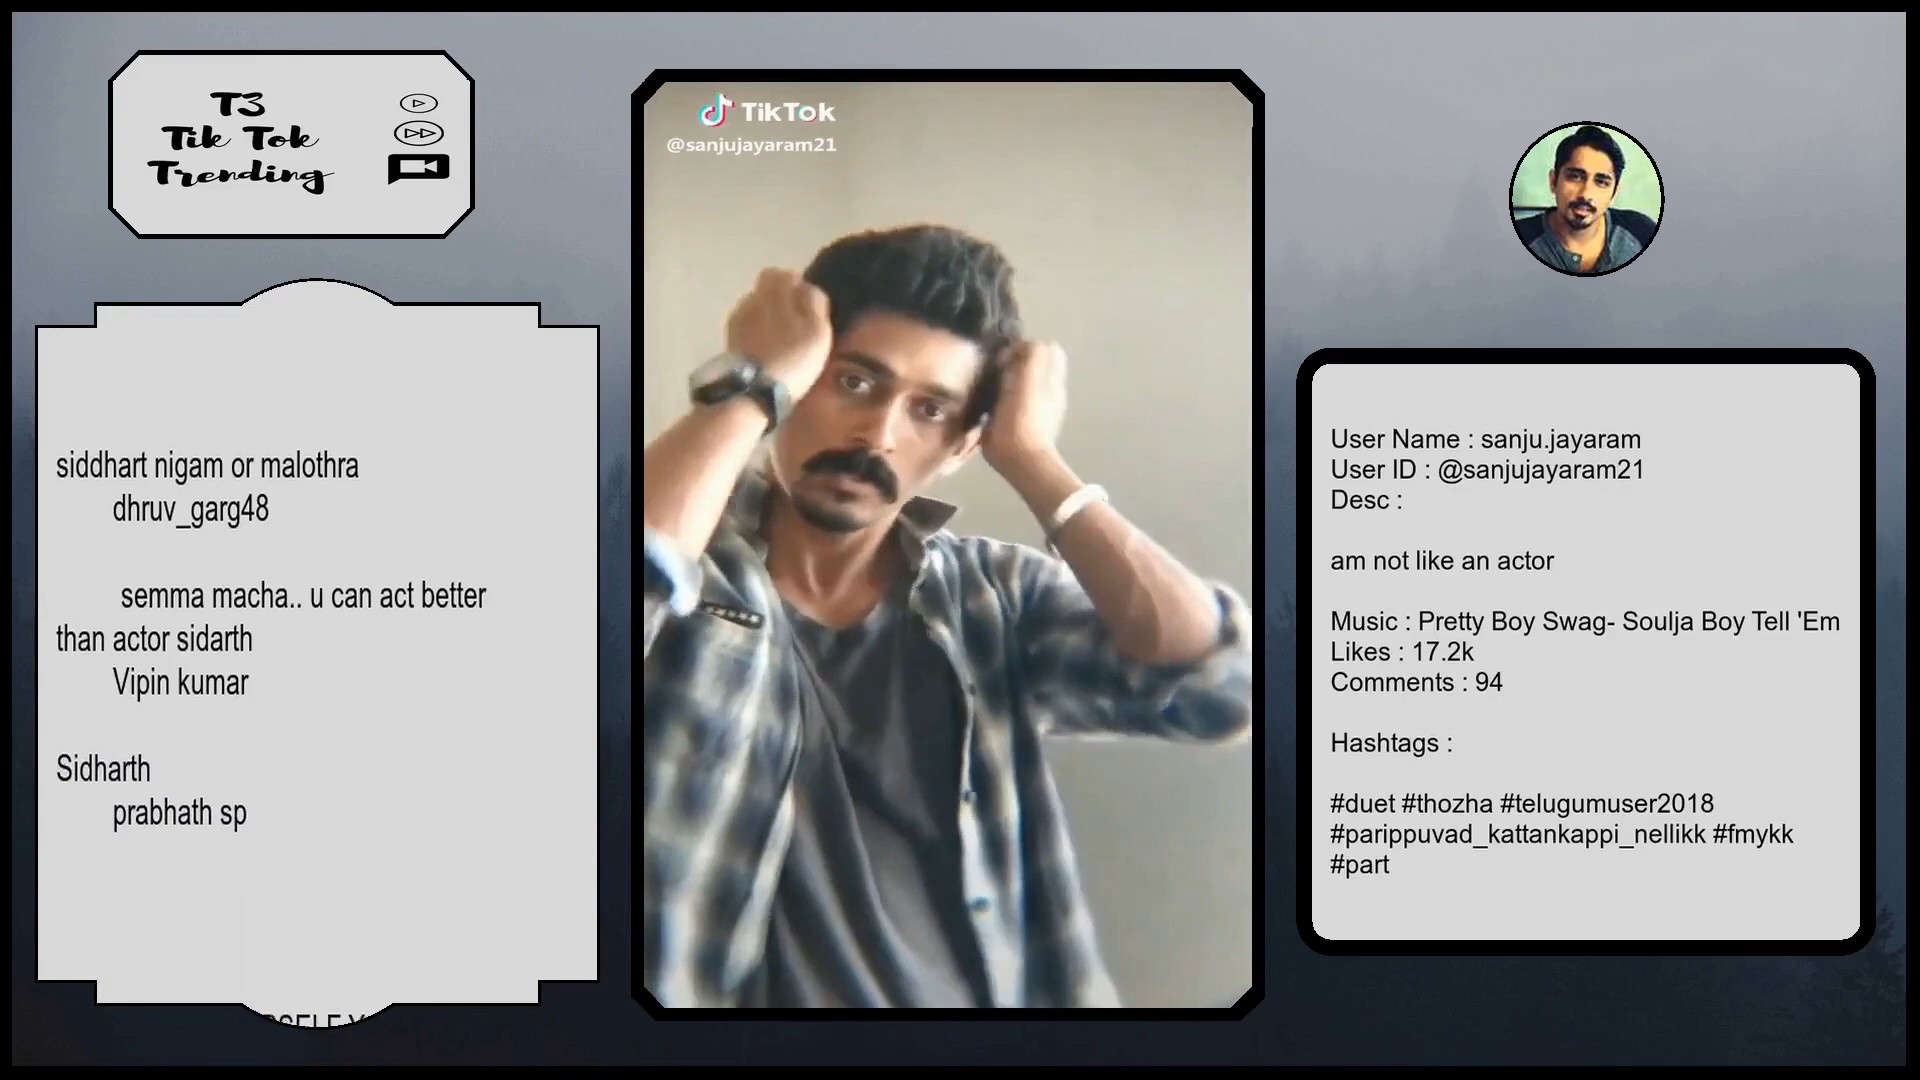 T3
Tik Tok
Trending
siddhart nigam or malothra
dhruv_garg48
semma macha.. u can act better
than actor sidarth
Vipin kumar
Sidharth
prabhath sp
TikTok
@sanjujayaram21
User Name : sanju.jayaram
User ID : @sanjujayaram21
Desc :
am not like an actor
Music : Pretty Boy Swag- Soulja Boy Tell 'Em
Likes : 17.2k
Comments : 94
Hashtags :
#duet #thozha #telugumuser2018
#parippuvad_kattankappi_nellikk #fmykk
#part